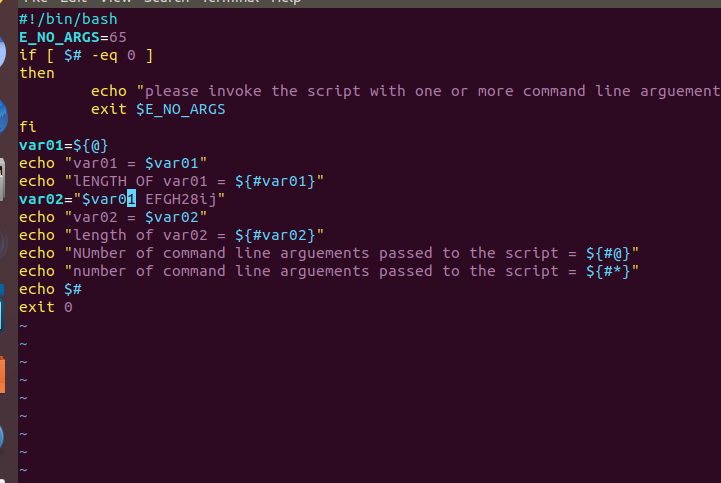 File Edit View Search Terminal Help
#!/bin/bash
E_NO_ARGS=65
if [ $# -eq 0 ]
then
        echo "please invoke the script with one or more command line arguement
        exit $E_NO_ARGS
fi
var01=${@}
echo "var01 = $var01"
echo "lENGTH OF var01 = ${#var01}"
var02="$var01 EFGH28ij"
echo "var02 = $var02"
echo "length of var02 = ${#var02}"
echo "NUmber of command line arguements passed to the script = ${#@}"
echo "number of command line arguements passed to the script = ${#*}"
echo $#
exit 0
~
~
~
~
~
~
~
~
~